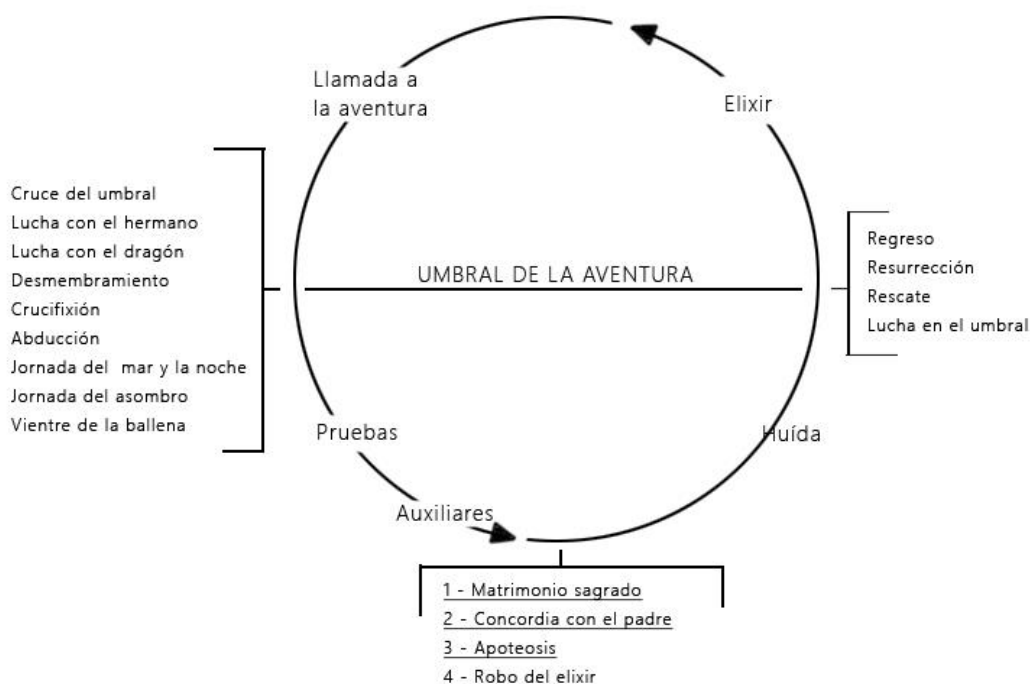 Llamada a
la aventura
Elixir
Cruce del umbral
Lucha con el hermano
Lucha con el dragón
Desmembramiento
Crucifixión
Abducción
Jornada del mar y la noche
Jornada del asombro
Vientre de la ballena
UMBRAL DE LA AVENTURA
Regreso
Resurrección
Rescate
Lucha en el umbral
Pruebas
Huída
Auxiliares
1 - Matrimonio sagrado
2 - Concordia con el padre
3 - Apoteosis
4 - Robo del elixir